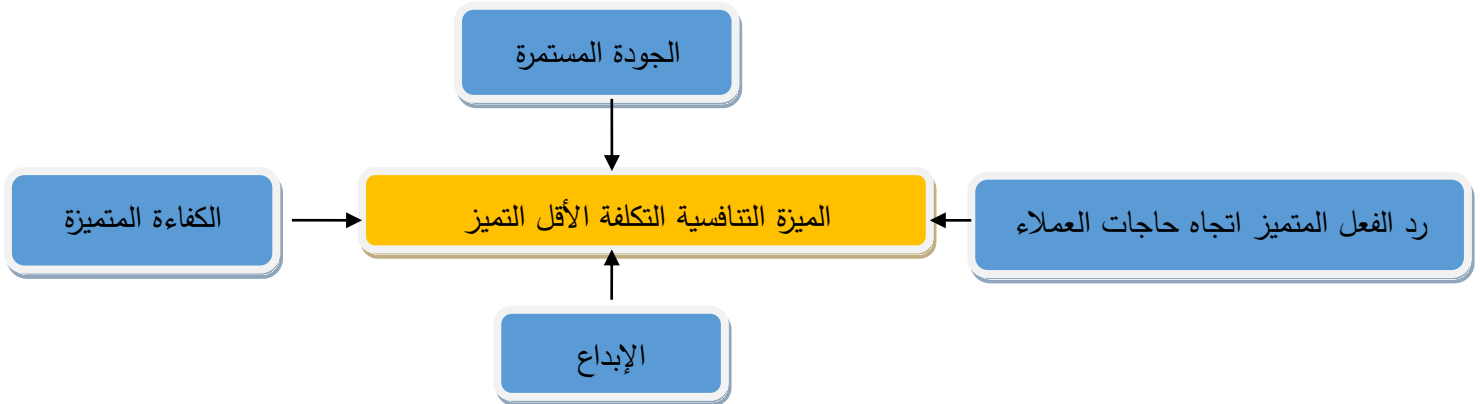 الجودة المستمرة
رد الفعل المتميز اتجاه حاجات العملاء
الميزة التنافسية التكلفة الأقل التميز
الكفاءة المتميزة
الإبداع